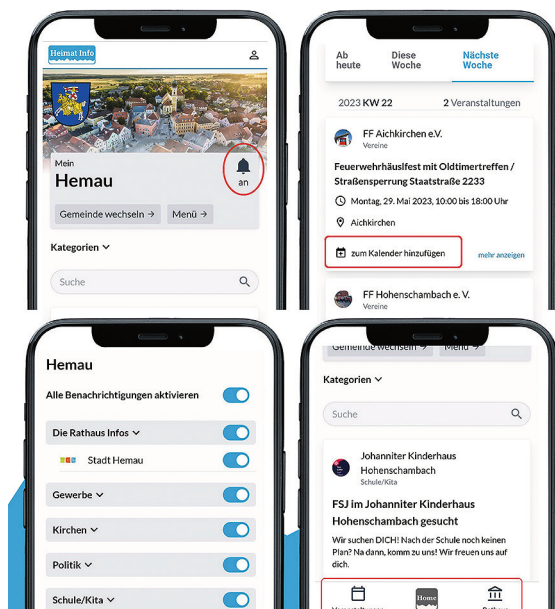 Heimat Info
Mein
Hemau
an
Gemeinde wechseln → Menü →
Kategorien
Suche
Ab heute
Diese Woche
Nächste Woche
2023 KW 22
2 Veranstaltungen
FF Aichkirchen e.V.
Vereine
Feuerwehrhäuslfest mit Oldtimertreffen /
Straßensperrung Staatstraße 2233
Montag, 29. Mai 2023, 10:00 bis 18:00 Uhr
Aichkirchen
zum Kalender hinzufügen
mehr anzeigen
FF Hohenschambach e. V.
Vereine
Hemau
Alle Benachrichtigungen aktivieren
Die Rathaus Infos
Stadt Hemau
Gewerbe
Kirchen
Politik
Schule/Kita
Gemeinde wechseln → Menü →
Kategorien
Suche
Johanniter Kinderhaus
Hohenschambach
Schule/Kita
FSJ im Johanniter Kinderhaus
Hohenschambach gesucht
Wir suchen DICH! Nach der Schule noch keinen
Plan? Na dann, komm zu uns! Wir freuen uns auf
dich.
Home